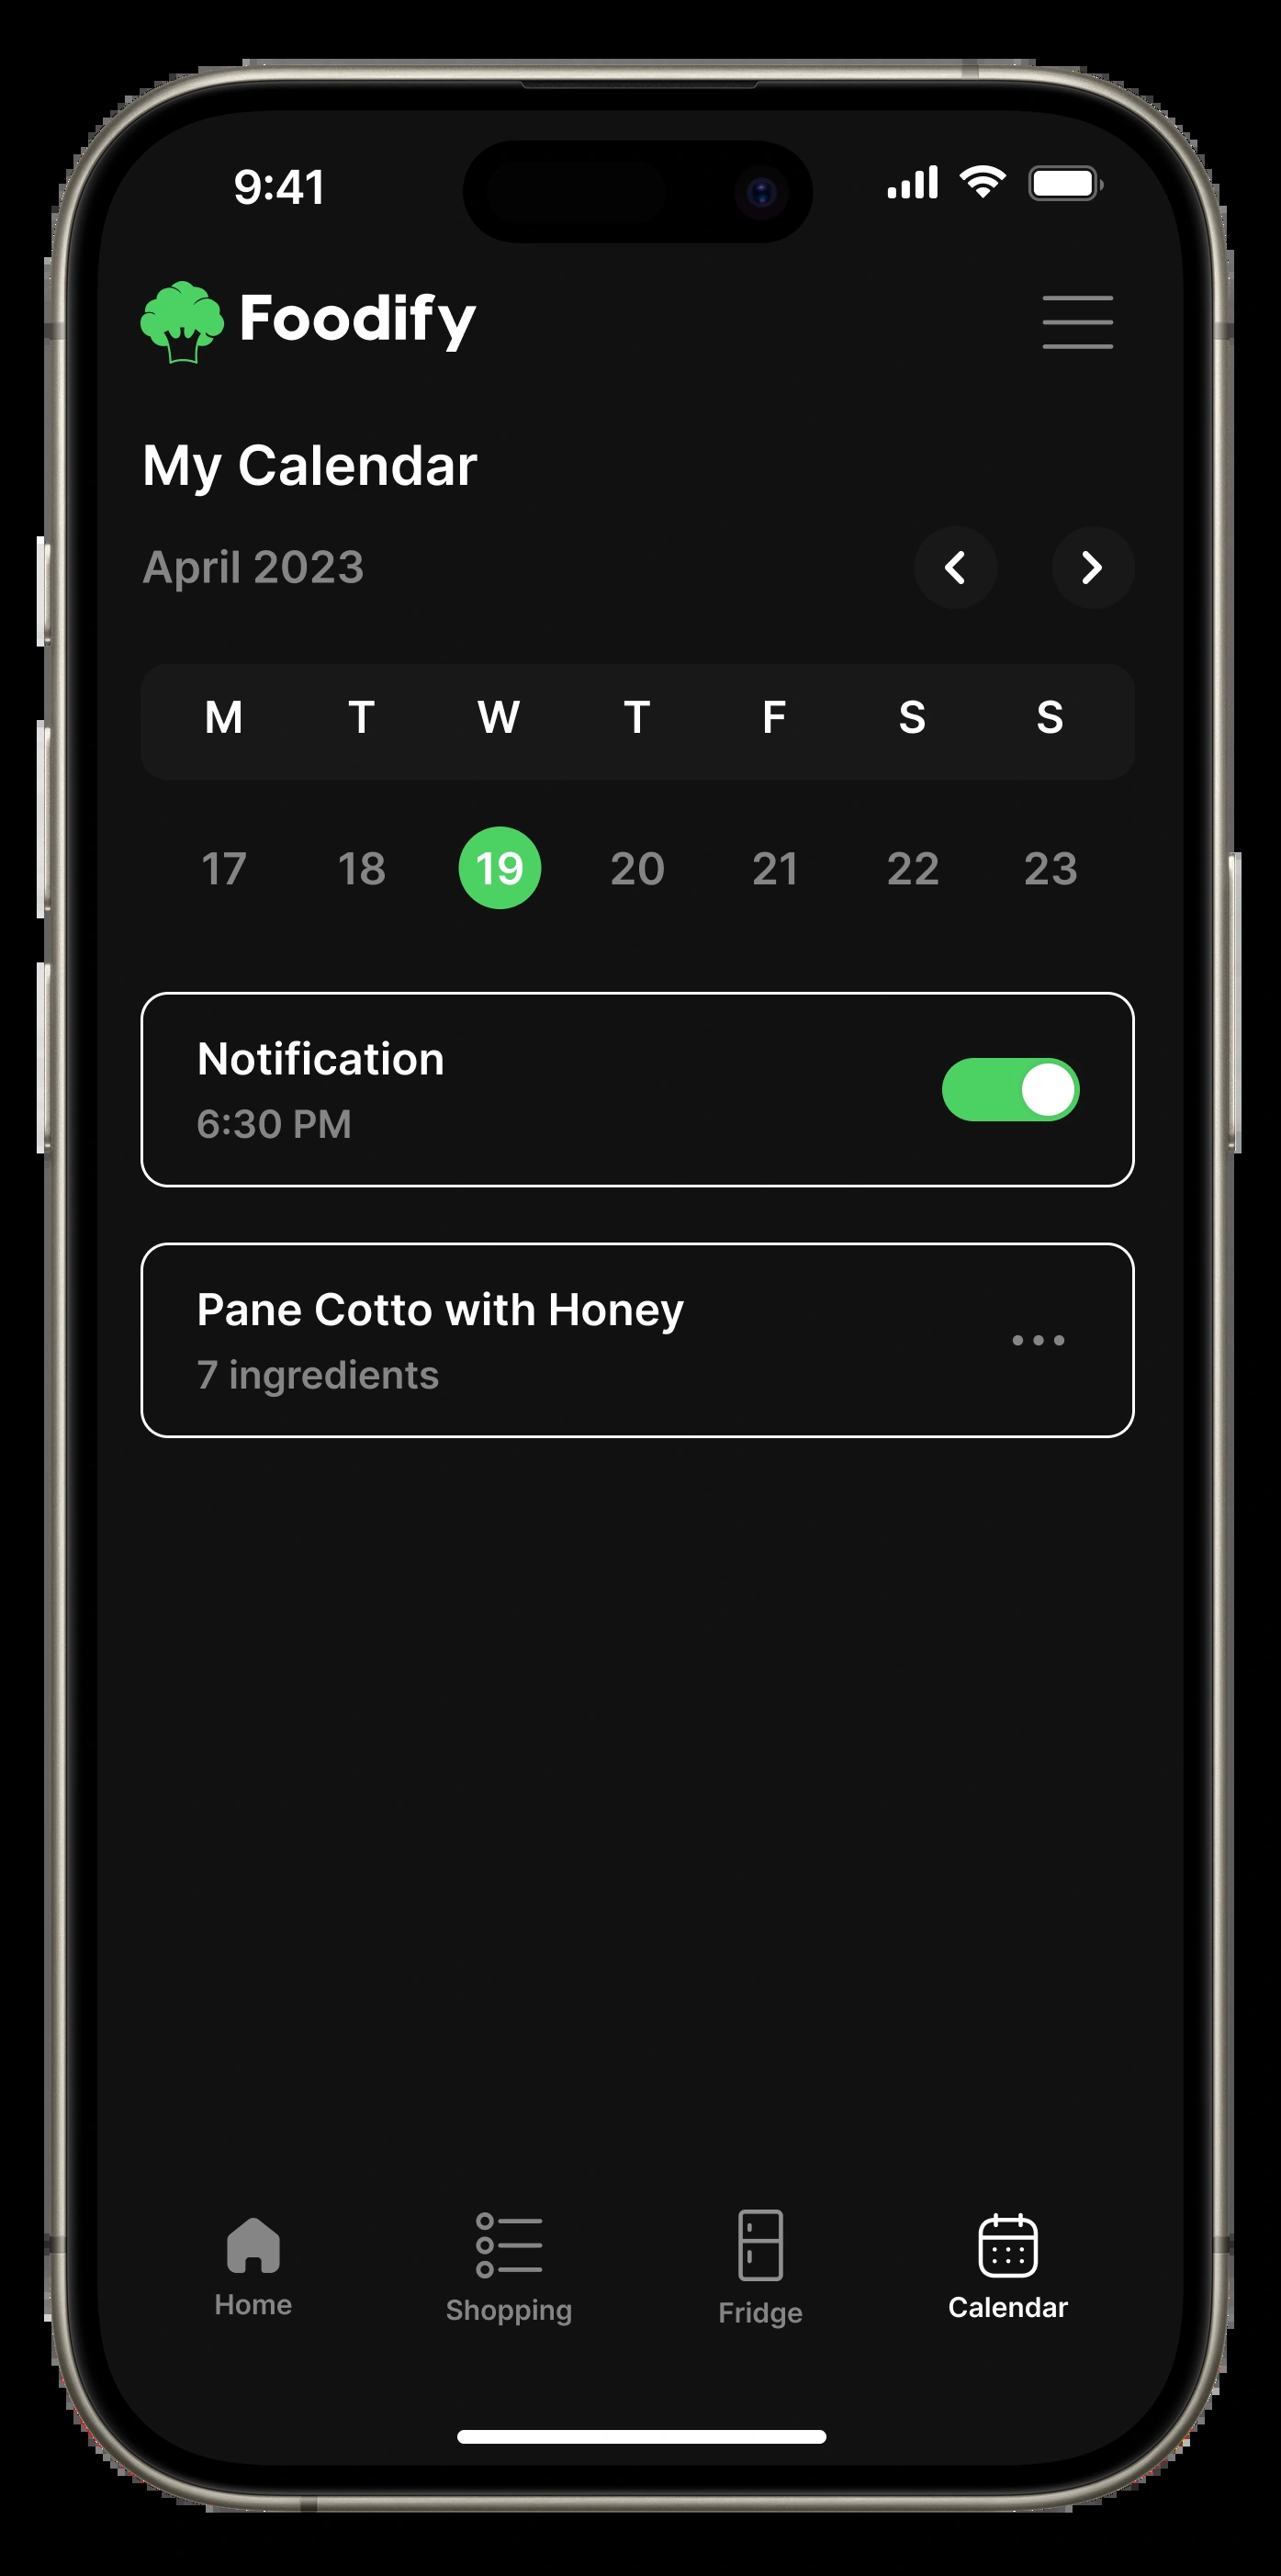 9:41
Foodify
My Calendar
April 2023
M T W T F S S
17 18 19 20 21 22 23
Notification
6:30 PM
Pane Cotto with Honey
7 ingredients
Home Shopping Fridge Calendar